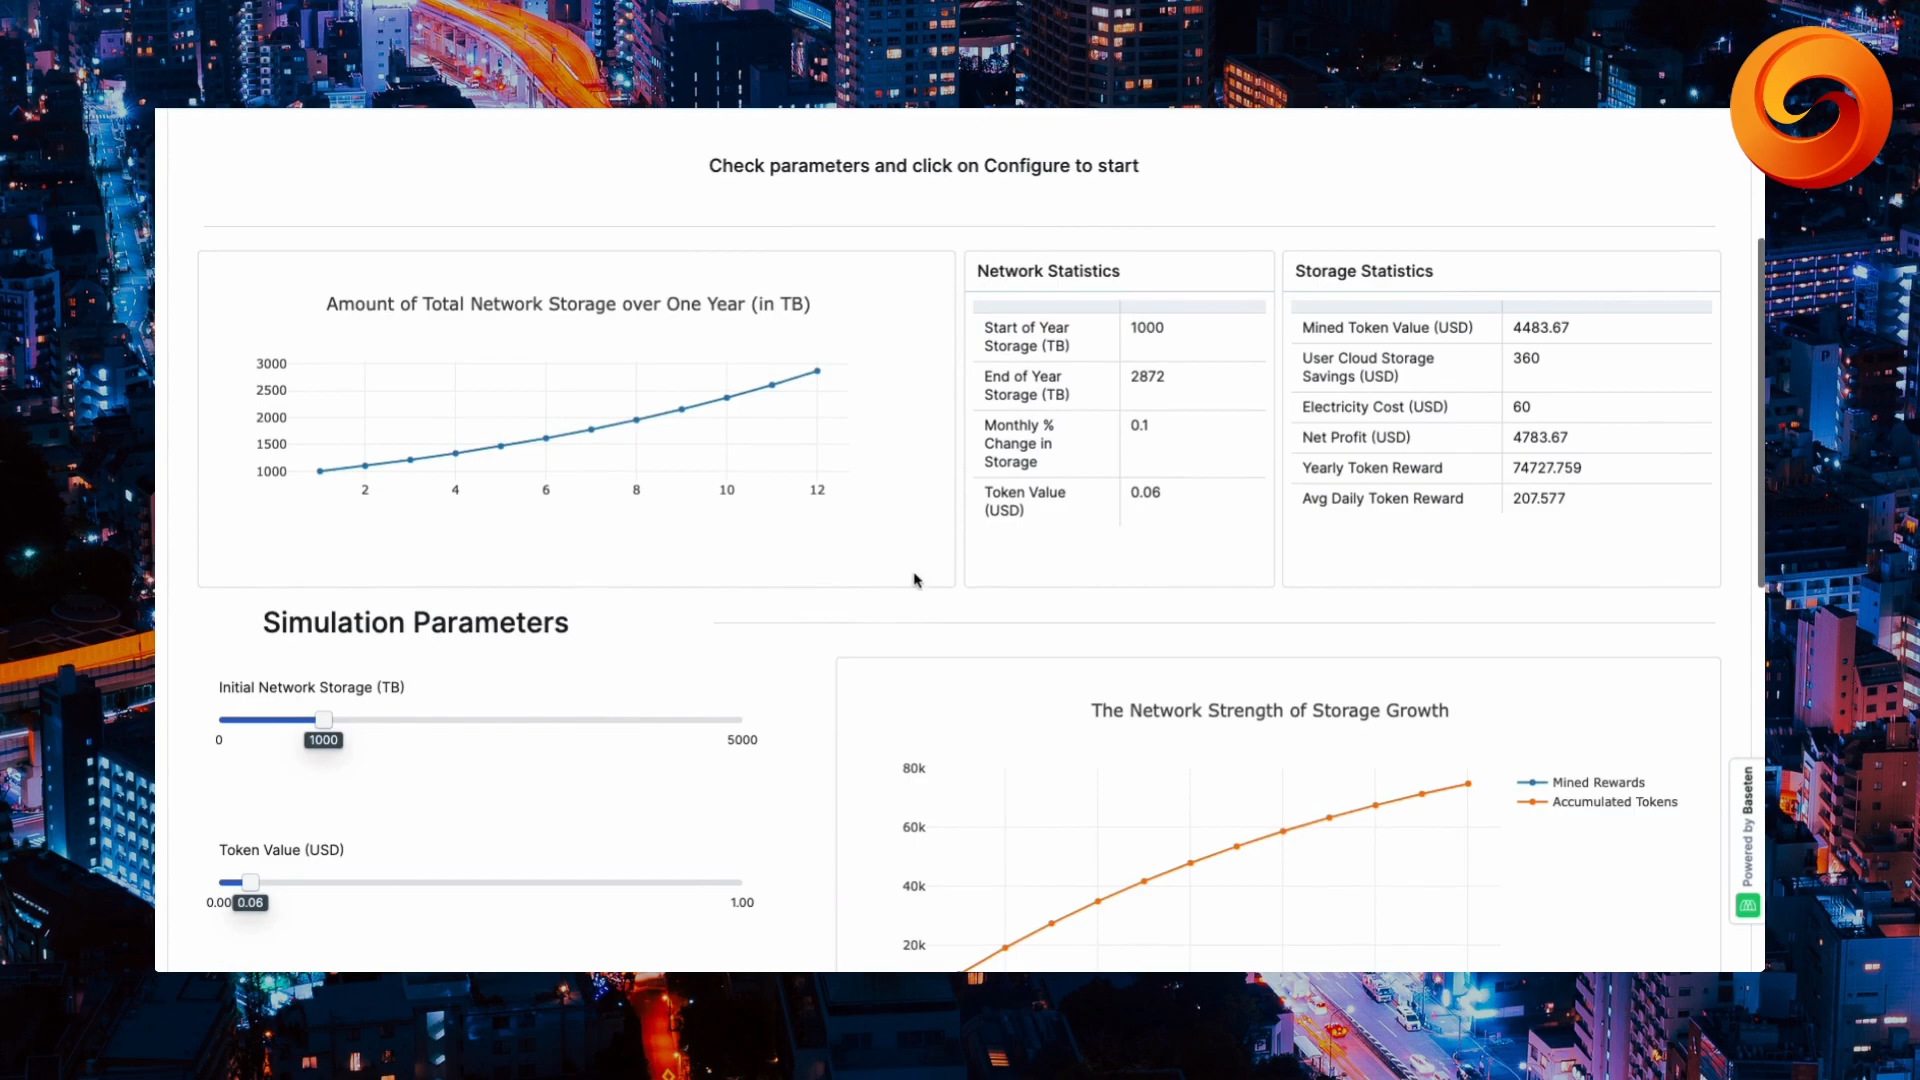 Check parameters and click on Configure to start
Amount of Total Network Storage over One Year (in TB)
3000
2500
2000
1500
1000
2 4 6 8 10 12
Network Statistics
Start of Year
Storage (TB)
1000
End of Year
Storage (TB)
2872
Monthly %
Change in
Storage
0.1
Token Value
(USD)
0.06
Storage Statistics
Mined Token Value (USD) 4483.67
User Cloud Storage
Savings (USD)
360
Electricity Cost (USD) 60
Net Profit (USD) 4783.67
Yearly Token Reward 74727.759
Avg Daily Token Reward 207.577
Simulation Parameters
Initial Network Storage (TB)
0 1000 5000
Token Value (USD)
0.00 0.06 1.00
The Network Strength of Storage Growth
80k
60k
40k
20k
Mined Rewards
Accumulated Tokens
Powered by Baseten